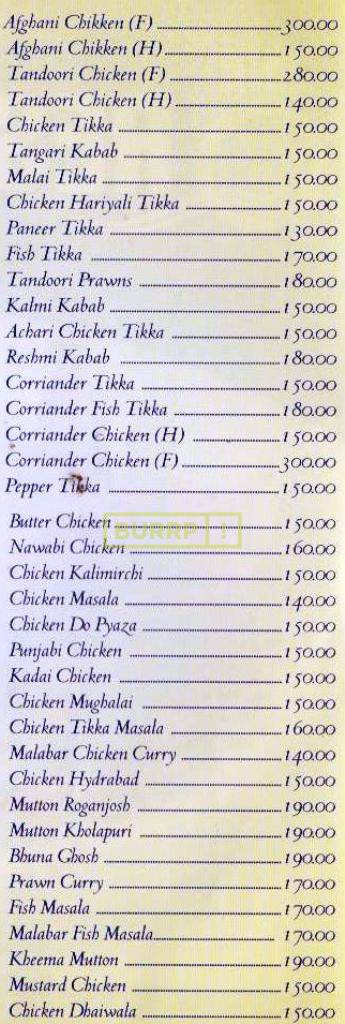 Afghani Chikken (F) 300.00
Afghani Chikken (H) 150.00
Tandoori Chicken (F) 280.00
Tandoori Chicken (H) 140.00
Chicken Tikka 150.00
Tangari Kabab 150.00
Malai Tikka 150.00
Chicken Hariyali Tikka 150.00
Paneer Tikka 130.00
Fish Tikka 170.00
Tandoori Prawns 180.00
Kalmi Kabab 150.00
Achari Chicken Tikka 150.00
Reshmi Kabab 180.00
Corriander Tikka 150.00
Corriander Fish Tikka 180.00
Corriander Chicken (H) 150.00
Corriander Chicken (F) 300.00
Pepper Tikka 150.00
Butter Chicken 150.00
BURRP !
Nawabi Chicken 160.00
Chicken Kalimirchi 150.00
Chicken Masala 140.00
Chicken Do Pyaza 150.00
Punjabi Chicken 150.00
Kadai Chicken 150.00
Chicken Mughalai 150.00
Chicken Tikka Masala 160.00
Malabar Chicken Curry 140.00
Chicken Hydrabad 150.00
Mutton Roganjosh 190.00
Mutton Kholapuri 190.00
Bhuna Ghosh 190.00
Prawn Curry 170.00
Fish Masala 170.00
Malabar Fish Masala 170.00
Kheema Mutton 190.00
Mustard Chicken 150.00
Chicken Dhaiwala 150.00